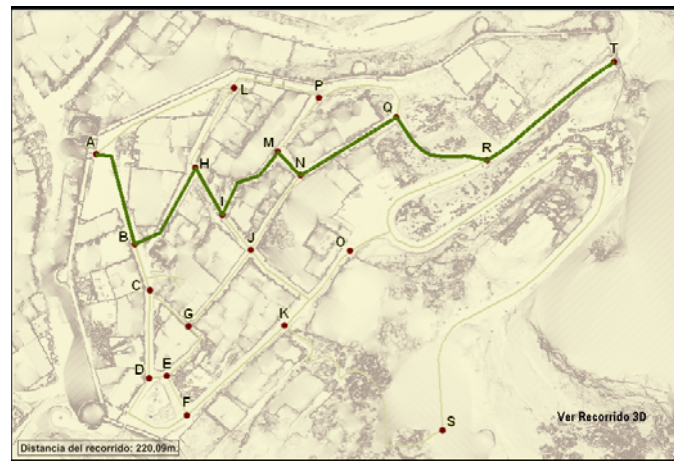 T
L
P
Q
A
M
R
H
N
I
B
J
O
C
G
K
D
E
F
S
Ver Recorrido 3D
Distancia del recorrido: 220,09m.